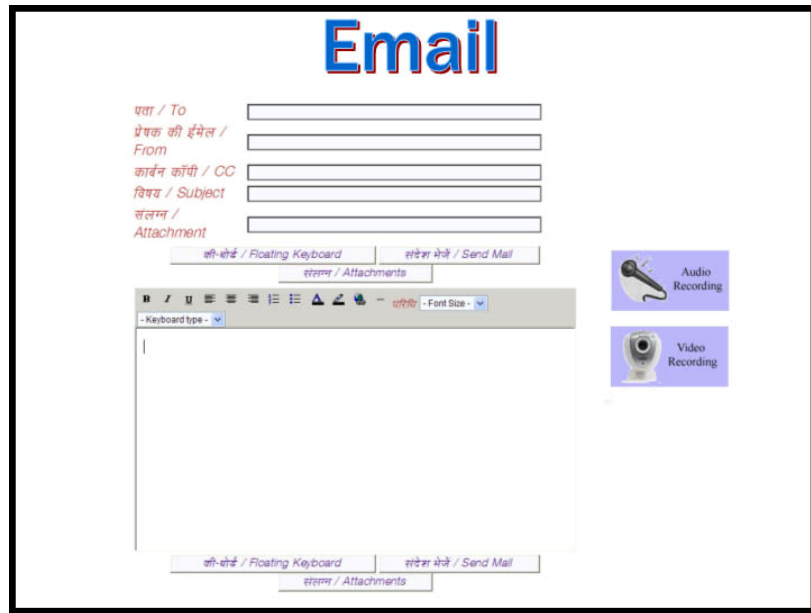 Email
पता / To
प्रेषक की ईमेल /
From
कार्बन कॉपी / CC
विषय / Subject
संलग्न /
Attachment
की-बोर्ड / Floating Keyboard
संदेश भेजें / Send Mail
संलग्न / Attachments
B I U - Font Size -
- Keyboard type -
Audio
Recording
Video
Recording
की-बोर्ड / Floating Keyboard
संदेश भेजें / Send Mail
संलग्न / Attachments